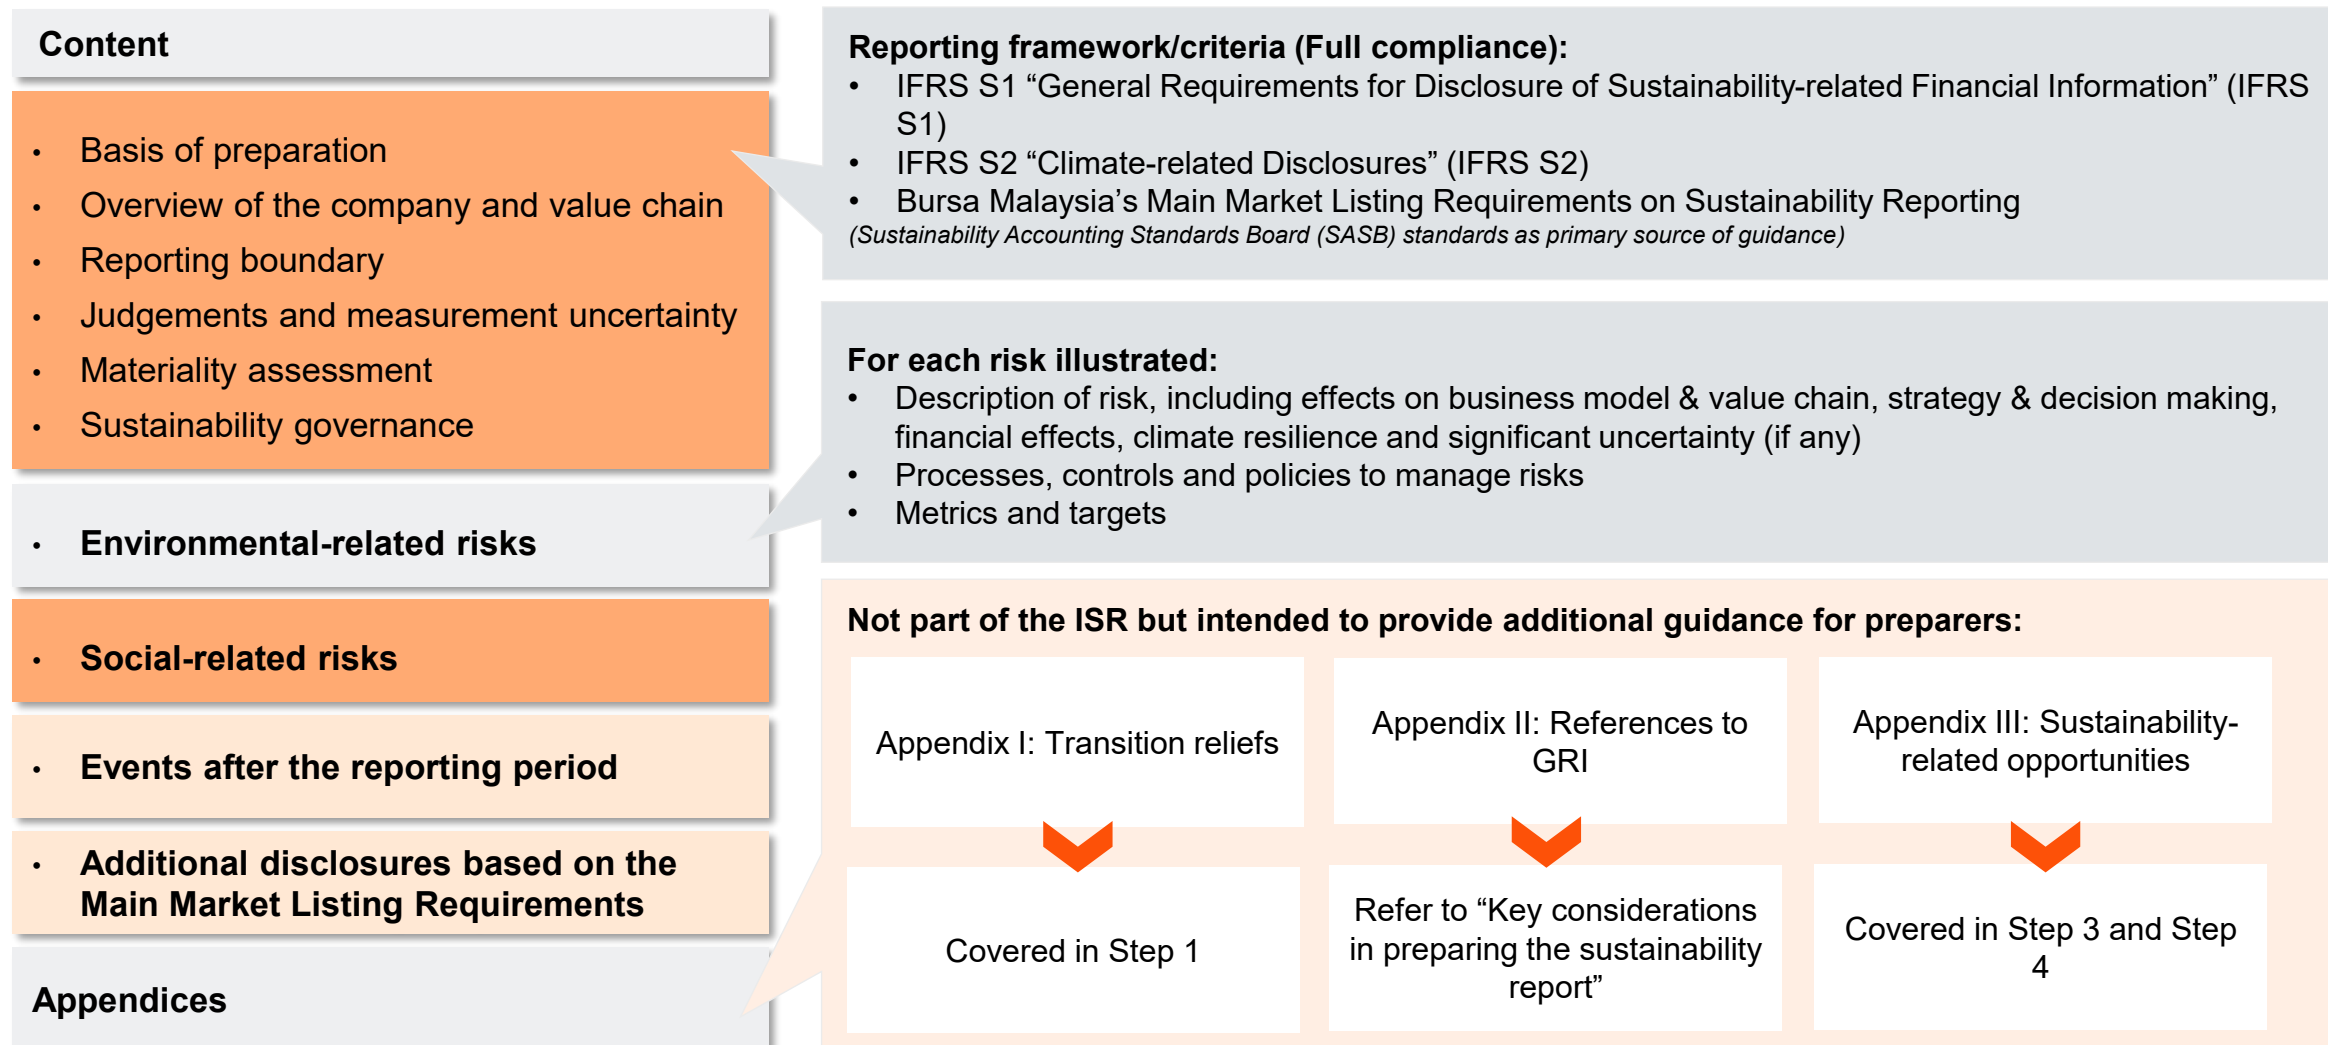 Content
• Basis of preparation
• Overview of the company and value chain
• Reporting boundary
• Judgements and measurement uncertainty
• Materiality assessment
• Sustainability governance
• Environmental-related risks
• Social-related risks
• Events after the reporting period
• Additional disclosures based on the
Main Market Listing Requirements
Appendices
Reporting framework/criteria (Full compliance):
• IFRS S1 “General Requirements for Disclosure of Sustainability-related Financial Information” (IFRS
S1)
• IFRS S2 “Climate-related Disclosures” (IFRS S2)
• Bursa Malaysia’s Main Market Listing Requirements on Sustainability Reporting
(Sustainability Accounting Standards Board (SASB) standards as primary source of guidance)
For each risk illustrated:
• Description of risk, including effects on business model & value chain, strategy & decision making,
financial effects, climate resilience and significant uncertainty (if any)
• Processes, controls and policies to manage risks
• Metrics and targets
Not part of the ISR but intended to provide additional guidance for preparers:
Appendix I: Transition reliefs
Covered in Step 1
Appendix II: References to
GRI
Refer to “Key considerations
in preparing the sustainability
report”
Appendix III: Sustainability-
related opportunities
Covered in Step 3 and Step
4